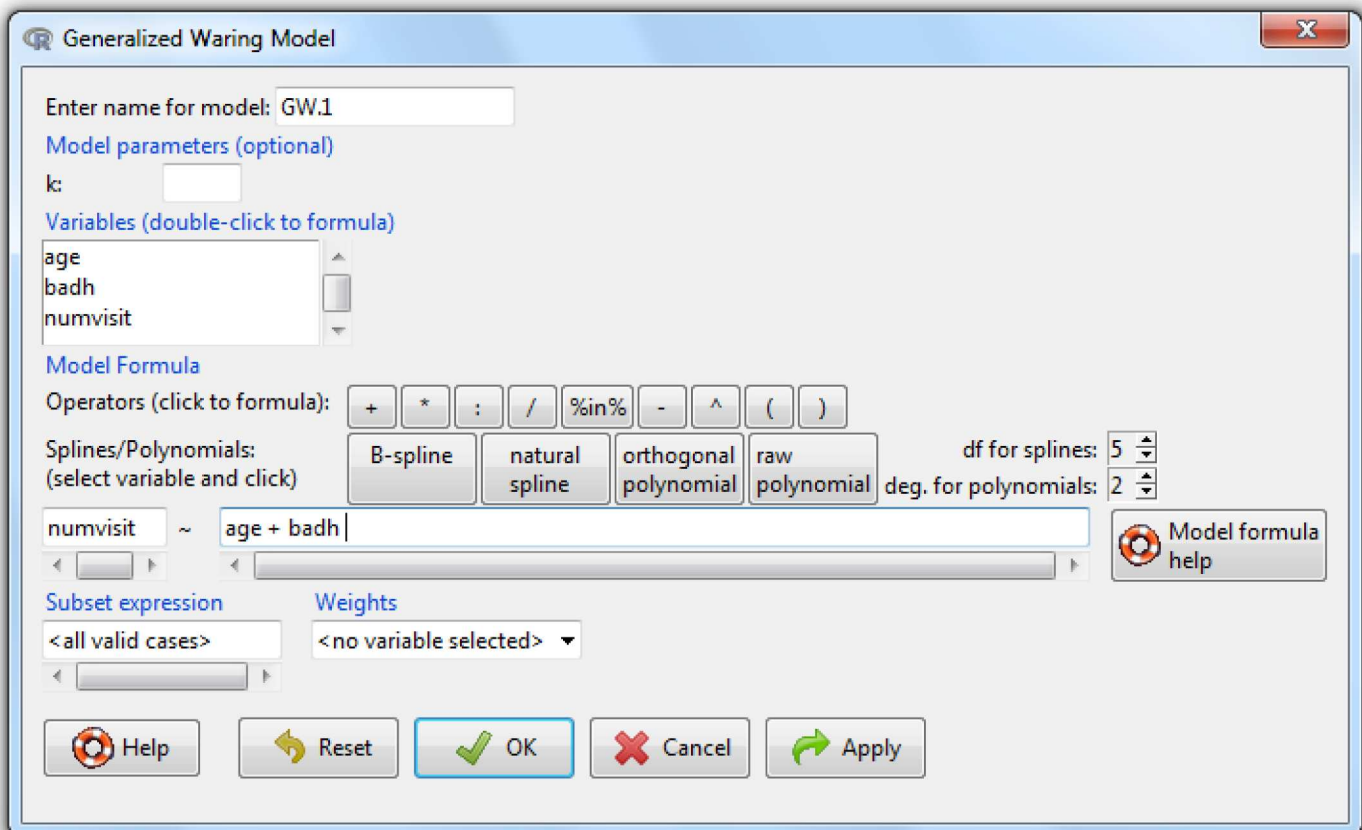 Generalized Waring Model
Enter name for model: GW.1
Model parameters (optional)
k:
Variables (double-click to formula)
age
badh
numvisit
Model Formula
Operators (click to formula): + * : / %in% - ^ ( )
Splines/Polynomials:
(select variable and click)
B-spline
natural
spline
orthogonal
polynomial
raw
polynomial
df for splines: 5
deg. for polynomials: 2
numvisit ~ age + badh
Model formula
help
Subset expression
Weights
<all valid cases>
<no variable selected>
Help
Reset
OK
Cancel
Apply